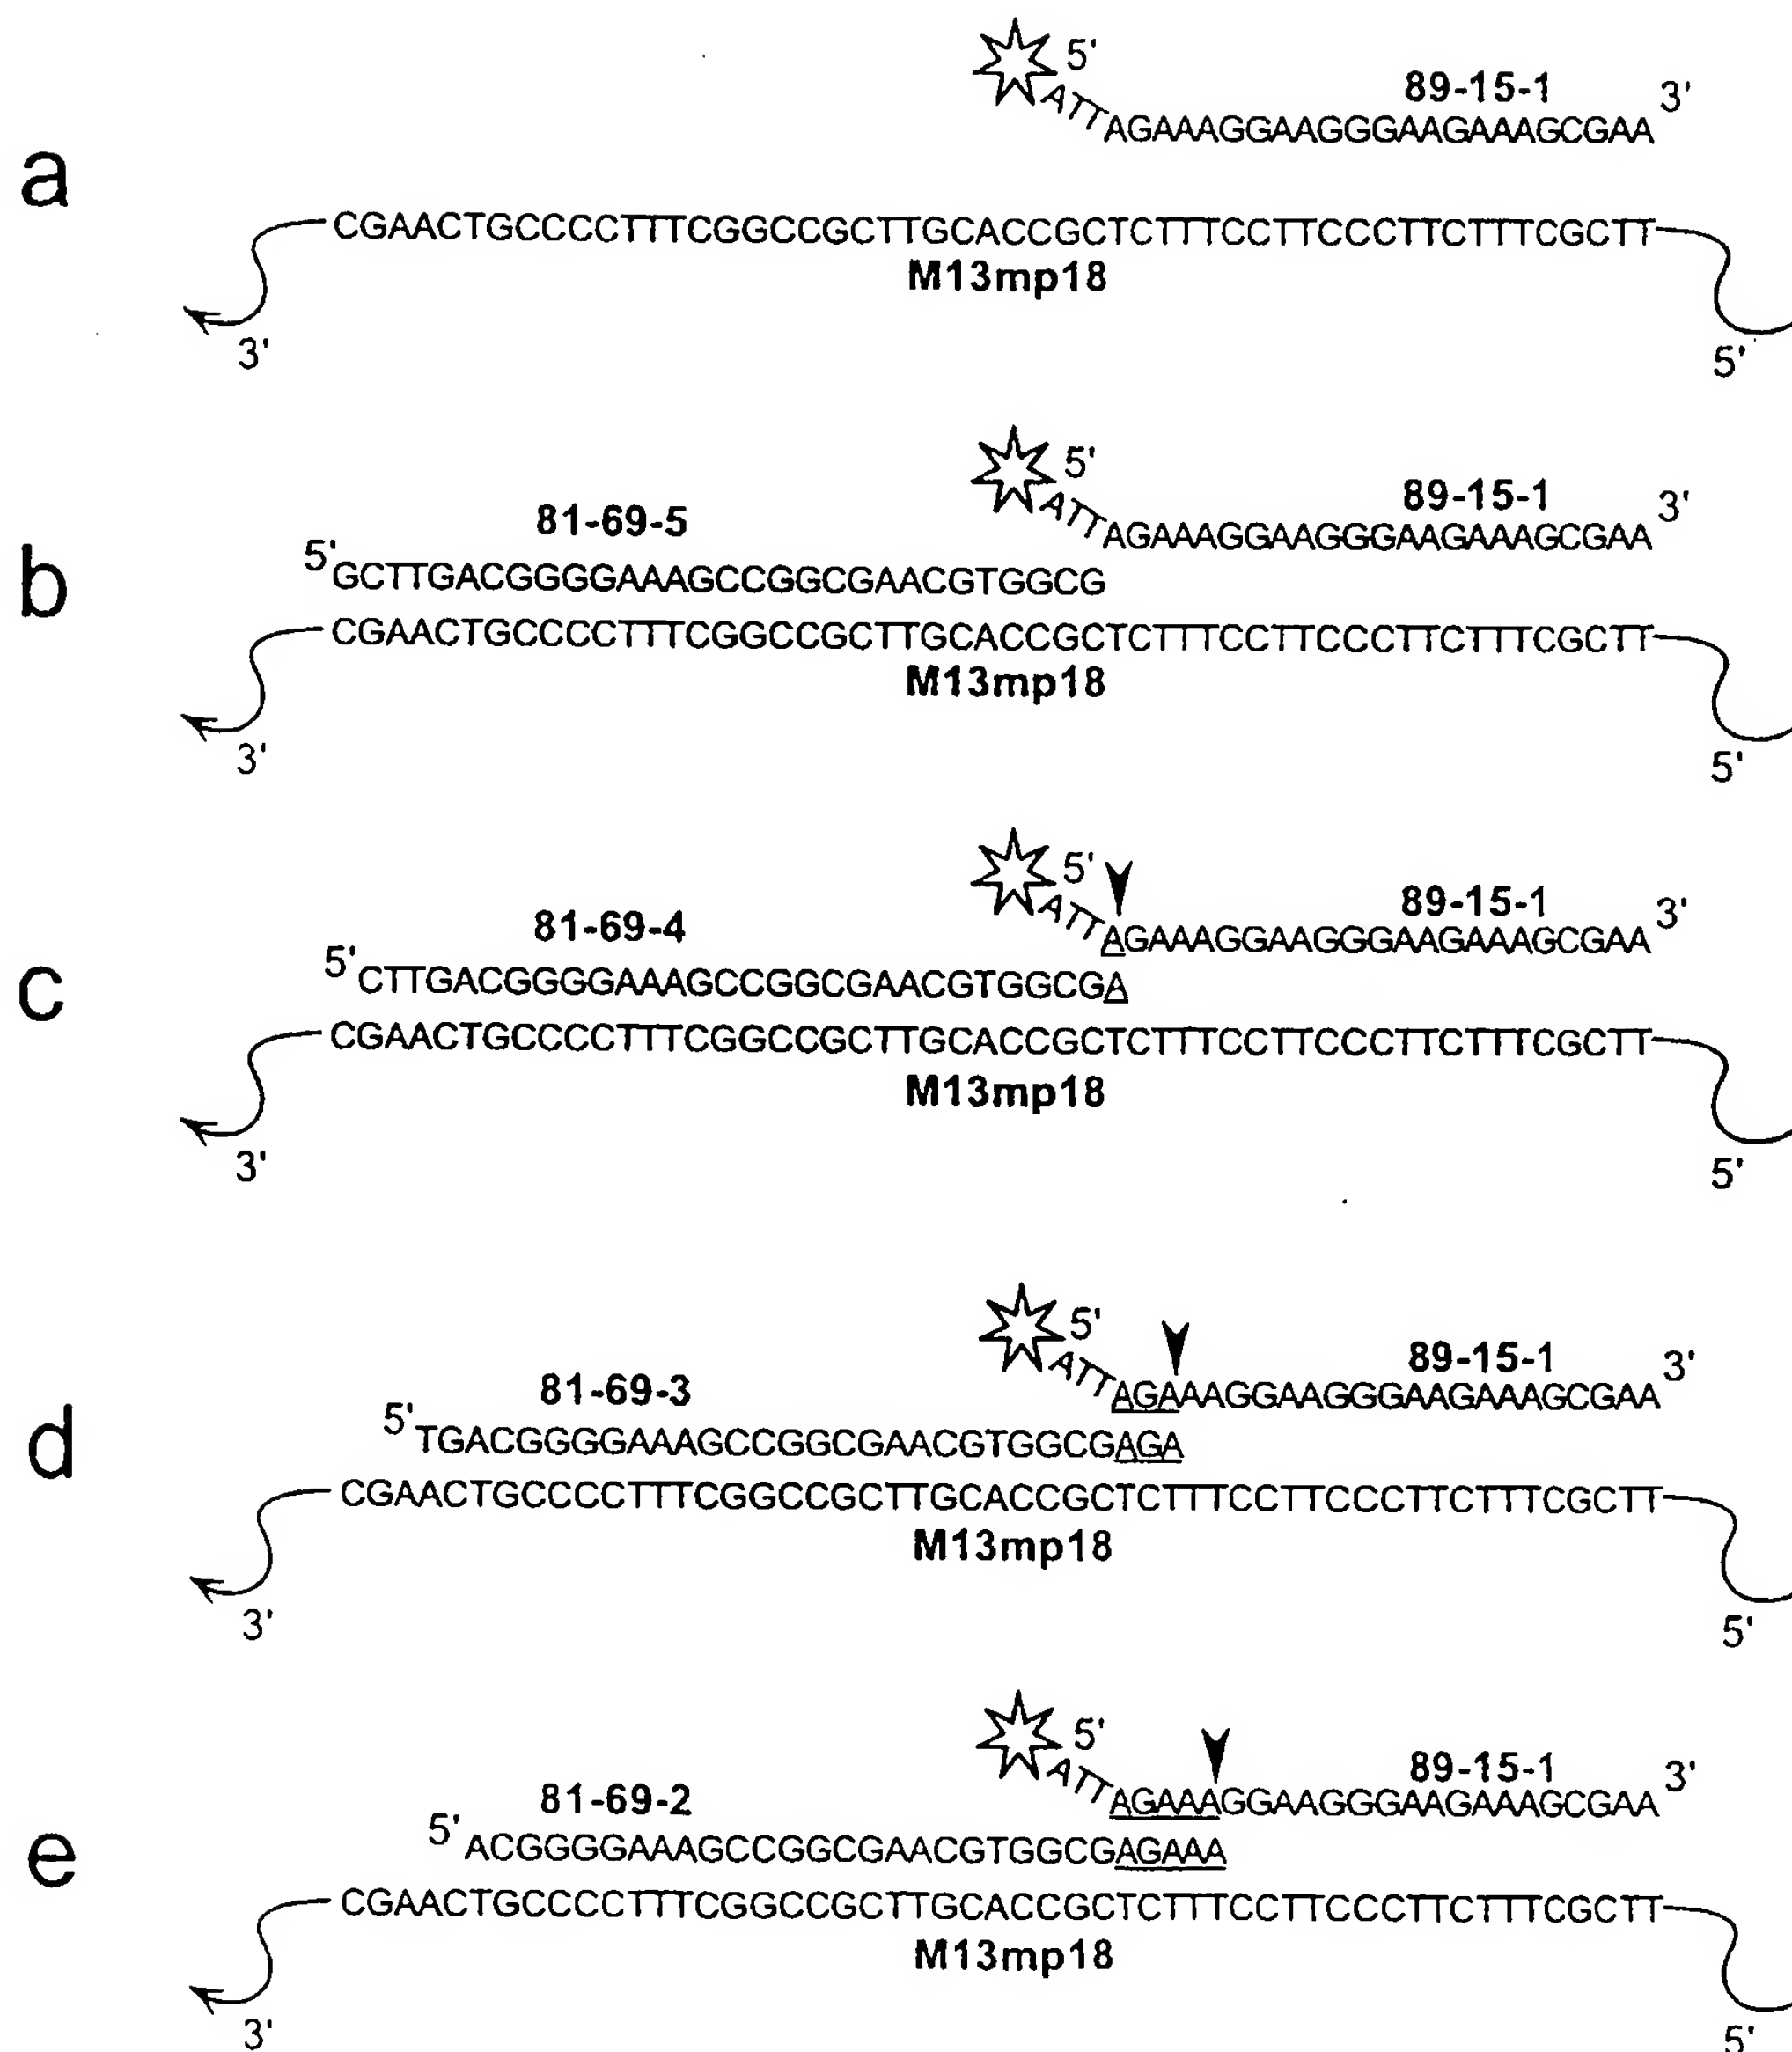 a
5'
89-15-1
3'
ATTAGAAAGGAAGGGAAGAAAGCGAA
CGAACTGCCCCTTTCGGCCGCTTGCACCGCTCTTTCCTTCCCTTCTTTCGCTT
M13mp18
3'
5'
b
5'
89-15-1
3'
ATTAGAAAGGAAGGGAAGAAAGCGAA
81-69-5
5'GCTTGACGGGGAAAGCCGGCGAACGTGGCG
CGAACTGCCCCTTTCGGCCGCTTGCACCGCTCTTTCCTTCCCTTCTTTCGCTT
M13mp18
3'
5'
c
5'
89-15-1
3'
ATTAGAAAGGAAGGGAAGAAAGCGAA
81-69-4
5'CTTGACGGGGAAAGCCGGCGAACGTGGCGA
CGAACTGCCCCTTTCGGCCGCTTGCACCGCTCTTTCCTTCCCTTCTTTCGCTT
M13mp18
3'
5'
d
5'
89-15-1
3'
ATTAGAAAGGAAGGGAAGAAAGCGAA
81-69-3
5'TGACGGGGAAAGCCGGCGAACGTGGCGAGA
CGAACTGCCCCTTTCGGCCGCTTGCACCGCTCTTTCCTTCCCTTCTTTCGCTT
M13mp18
3'
5'
e
5'
89-15-1
3'
ATTAGAAAGGAAGGGAAGAAAGCGAA
81-69-2
5'ACGGGGAAAGCCGGCGAACGTGGCGAGAAA
CGAACTGCCCCTTTCGGCCGCTTGCACCGCTCTTTCCTTCCCTTCTTTCGCTT
M13mp18
3'
5'